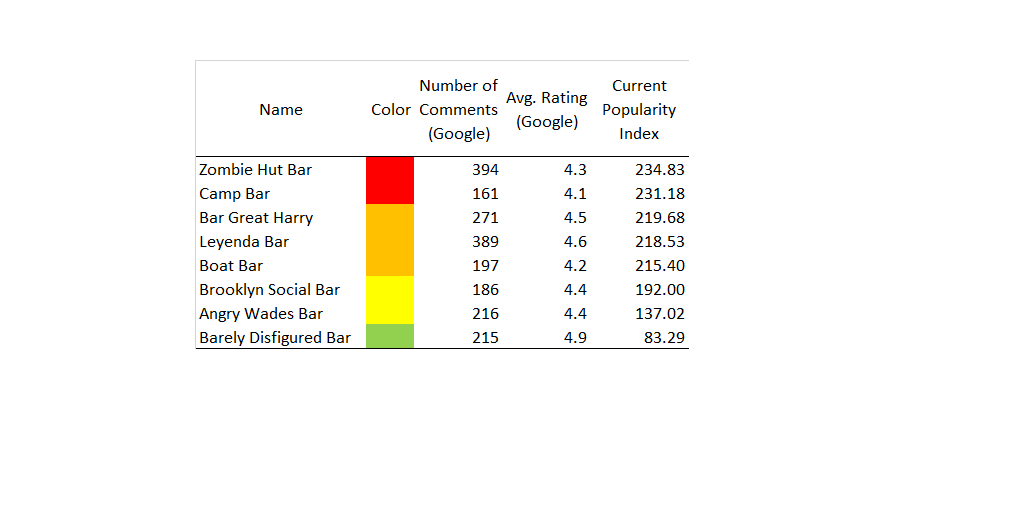 Name Color Number of Comments (Google) Avg. Rating (Google) Current Popularity Index
Zombie Hut Bar 394 4.3 234.83
Camp Bar 161 4.1 231.18
Bar Great Harry 271 4.5 219.68
Leyenda Bar 389 4.6 218.53
Boat Bar 197 4.2 215.40
Brooklyn Social Bar 186 4.4 192.00
Angry Wades Bar 216 4.4 137.02
Barely Disfigured Bar 215 4.9 83.29